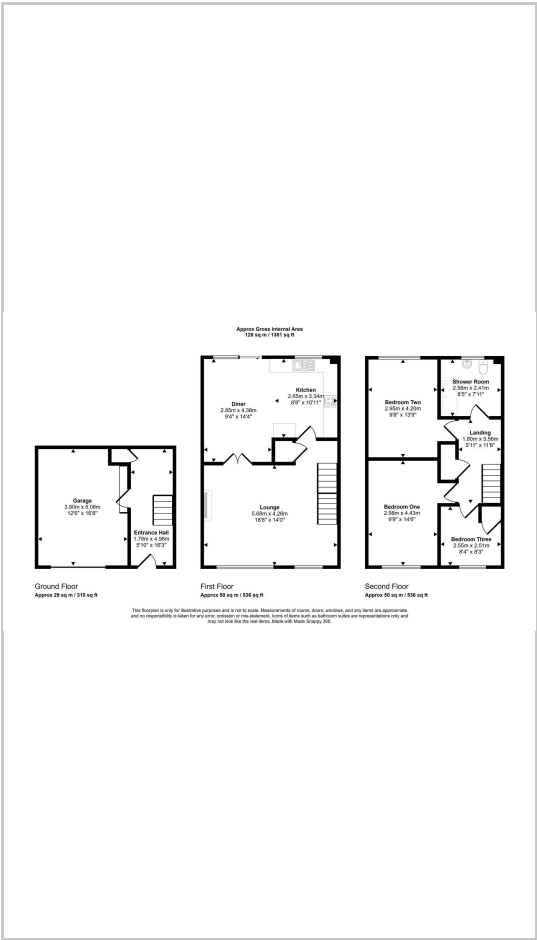 Approx Gross Internal Area
128 sq m / 1381 sq ft
Kitchen
2.65m x 3.34m
8'8" x 10'11"
Diner
2.85m x 4.38m
9'4" x 14'4"
Shower Room
2.56m x 2.41m
8'5" x 7'11"
Bedroom Two
2.95m x 4.20m
9'8" x 13'9"
Landing
1.80m x 3.56m
5'11" x 11'8"
Garage
3.80m x 5.08m
12'6" x 16'8"
Entrance Hall
1.78m x 4.96m
5'10" x 16'3"
Lounge
5.68m x 4.26m
18'8" x 14'0"
Bedroom One
2.98m x 4.43m
9'9" x 14'6"
Bedroom Three
2.55m x 2.51m
8'4" x 8'3"
Ground Floor
Approx 29 sq m / 310 sq ft
First Floor
Approx 50 sq m / 536 sq ft
Second Floor
Approx 50 sq m / 536 sq ft
This floorplan is only for illustrative purposes and is not to scale. Measurements of rooms, doors, windows, and any items are approximate
and no responsibility is taken for any error, omission or mis-statement. Icons of items such as bathroom suites are representations only and
may not look like the real items. Made with Made Snappy 360.